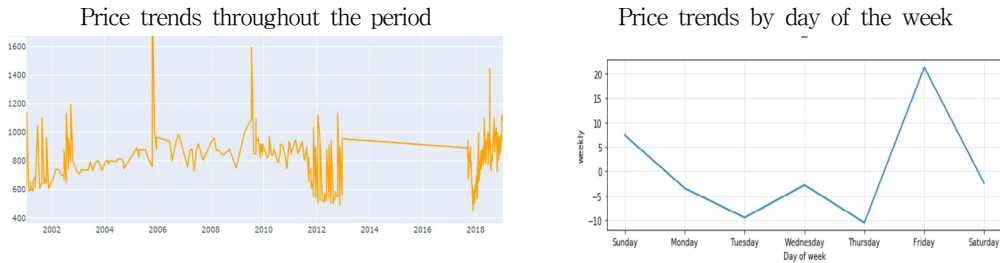 Price trends throughout the period
1600
1400
1200
1000
800
600
400
2002
2004
2006
2008
2010
2012
2014
2016
2018
Price trends by day of the week
20
15
10
5
0
−5
−10
weekly
Sunday
Monday
Tuesday
Wednesday
Thursday
Friday
Saturday
Day of week